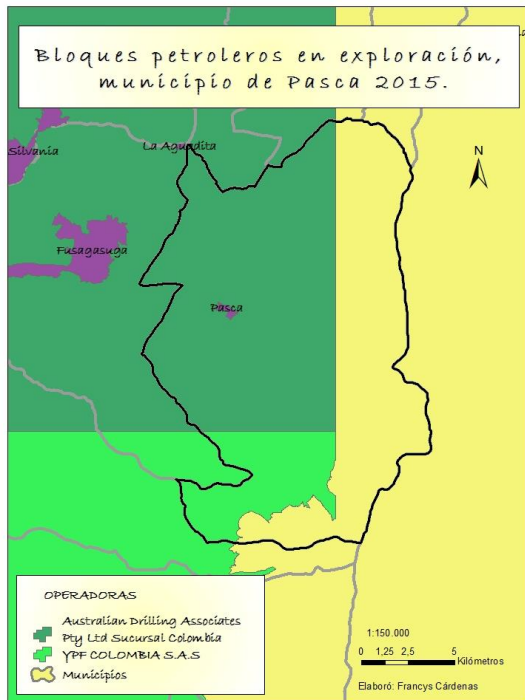 Bloques petroleros en exploración,
municipio de Pasca 2015.
Silvania
La Aguadita
N
Fusagasuga
Pasca
OPERADORAS
Australian Drilling Associates
Pty Ltd Sucursal Colombia
YPF COLOMBIA S.A.S
Municipios
1:150.000
0 1,25 2,5 5
Kilómetros
Elaboró: Francys Cárdenas